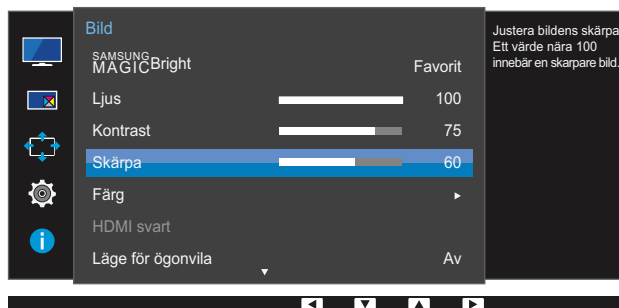 Bild
SAMSUNG
MAGICBright Favorit
Ljus 100
Kontrast 75
Skärpa 60
Färg
HDMI svart
Läge för ögonvila Av
Justera bildens skärpa.
Ett värde nära 100
innebär en skarpare bild.